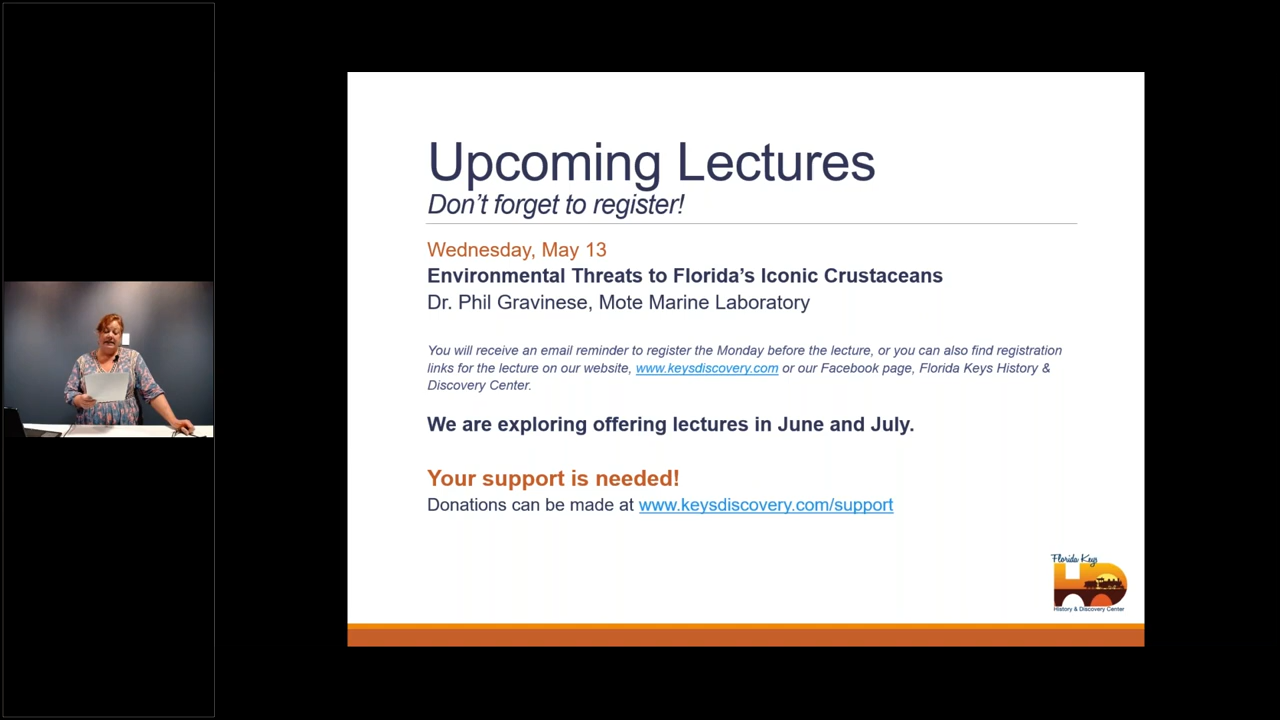 Upcoming Lectures
Don't forget to register!
Wednesday, May 13
Environmental Threats to Florida's Iconic Crustaceans
Dr. Phil Gravinese, Mote Marine Laboratory
You will receive an email reminder to register the Monday before the lecture, or you can also find registration
links for the lecture on our website, www.keysdiscovery.com or our Facebook page, Florida Keys History &
Discovery Center.
We are exploring offering lectures in June and July.
Your support is needed!
Donations can be made at www.keysdiscovery.com/support
Florida Keys
HD
History & Discovery Center